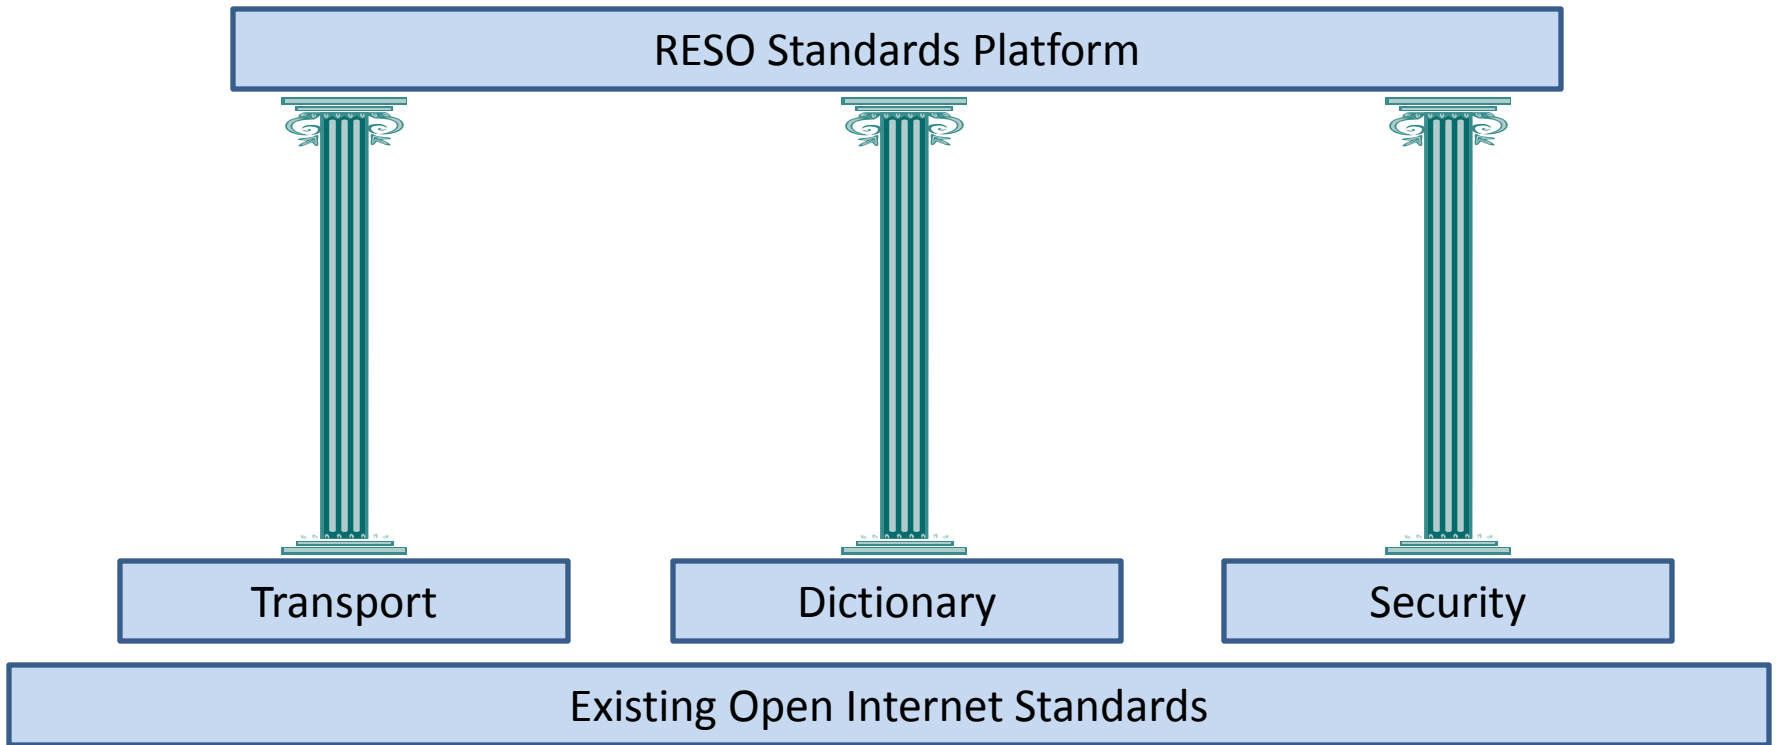 RESO Standards Platform
Transport
Dictionary
Security
Existing Open Internet Standards